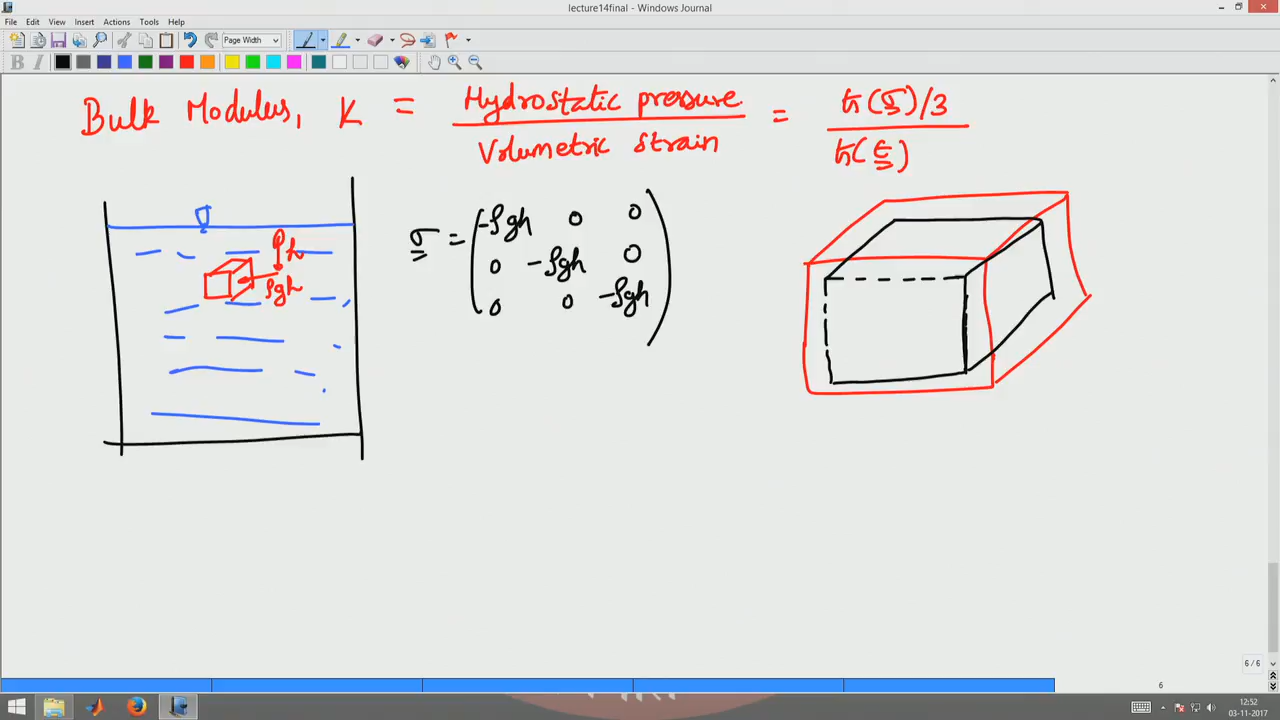 lecture14final - Windows Journal
File Edit View Insert Actions Tools Help
Page Width
B I
Bulk Modulus, K = Hydrostatic pressure / Volumetric Strain = tr(σ)/3 / tr(ε)
h
ρgh
σ = ( -ρgh 0 0
0 -ρgh 0
0 0 -ρgh )
6 / 6
6
12:52
03-11-2017